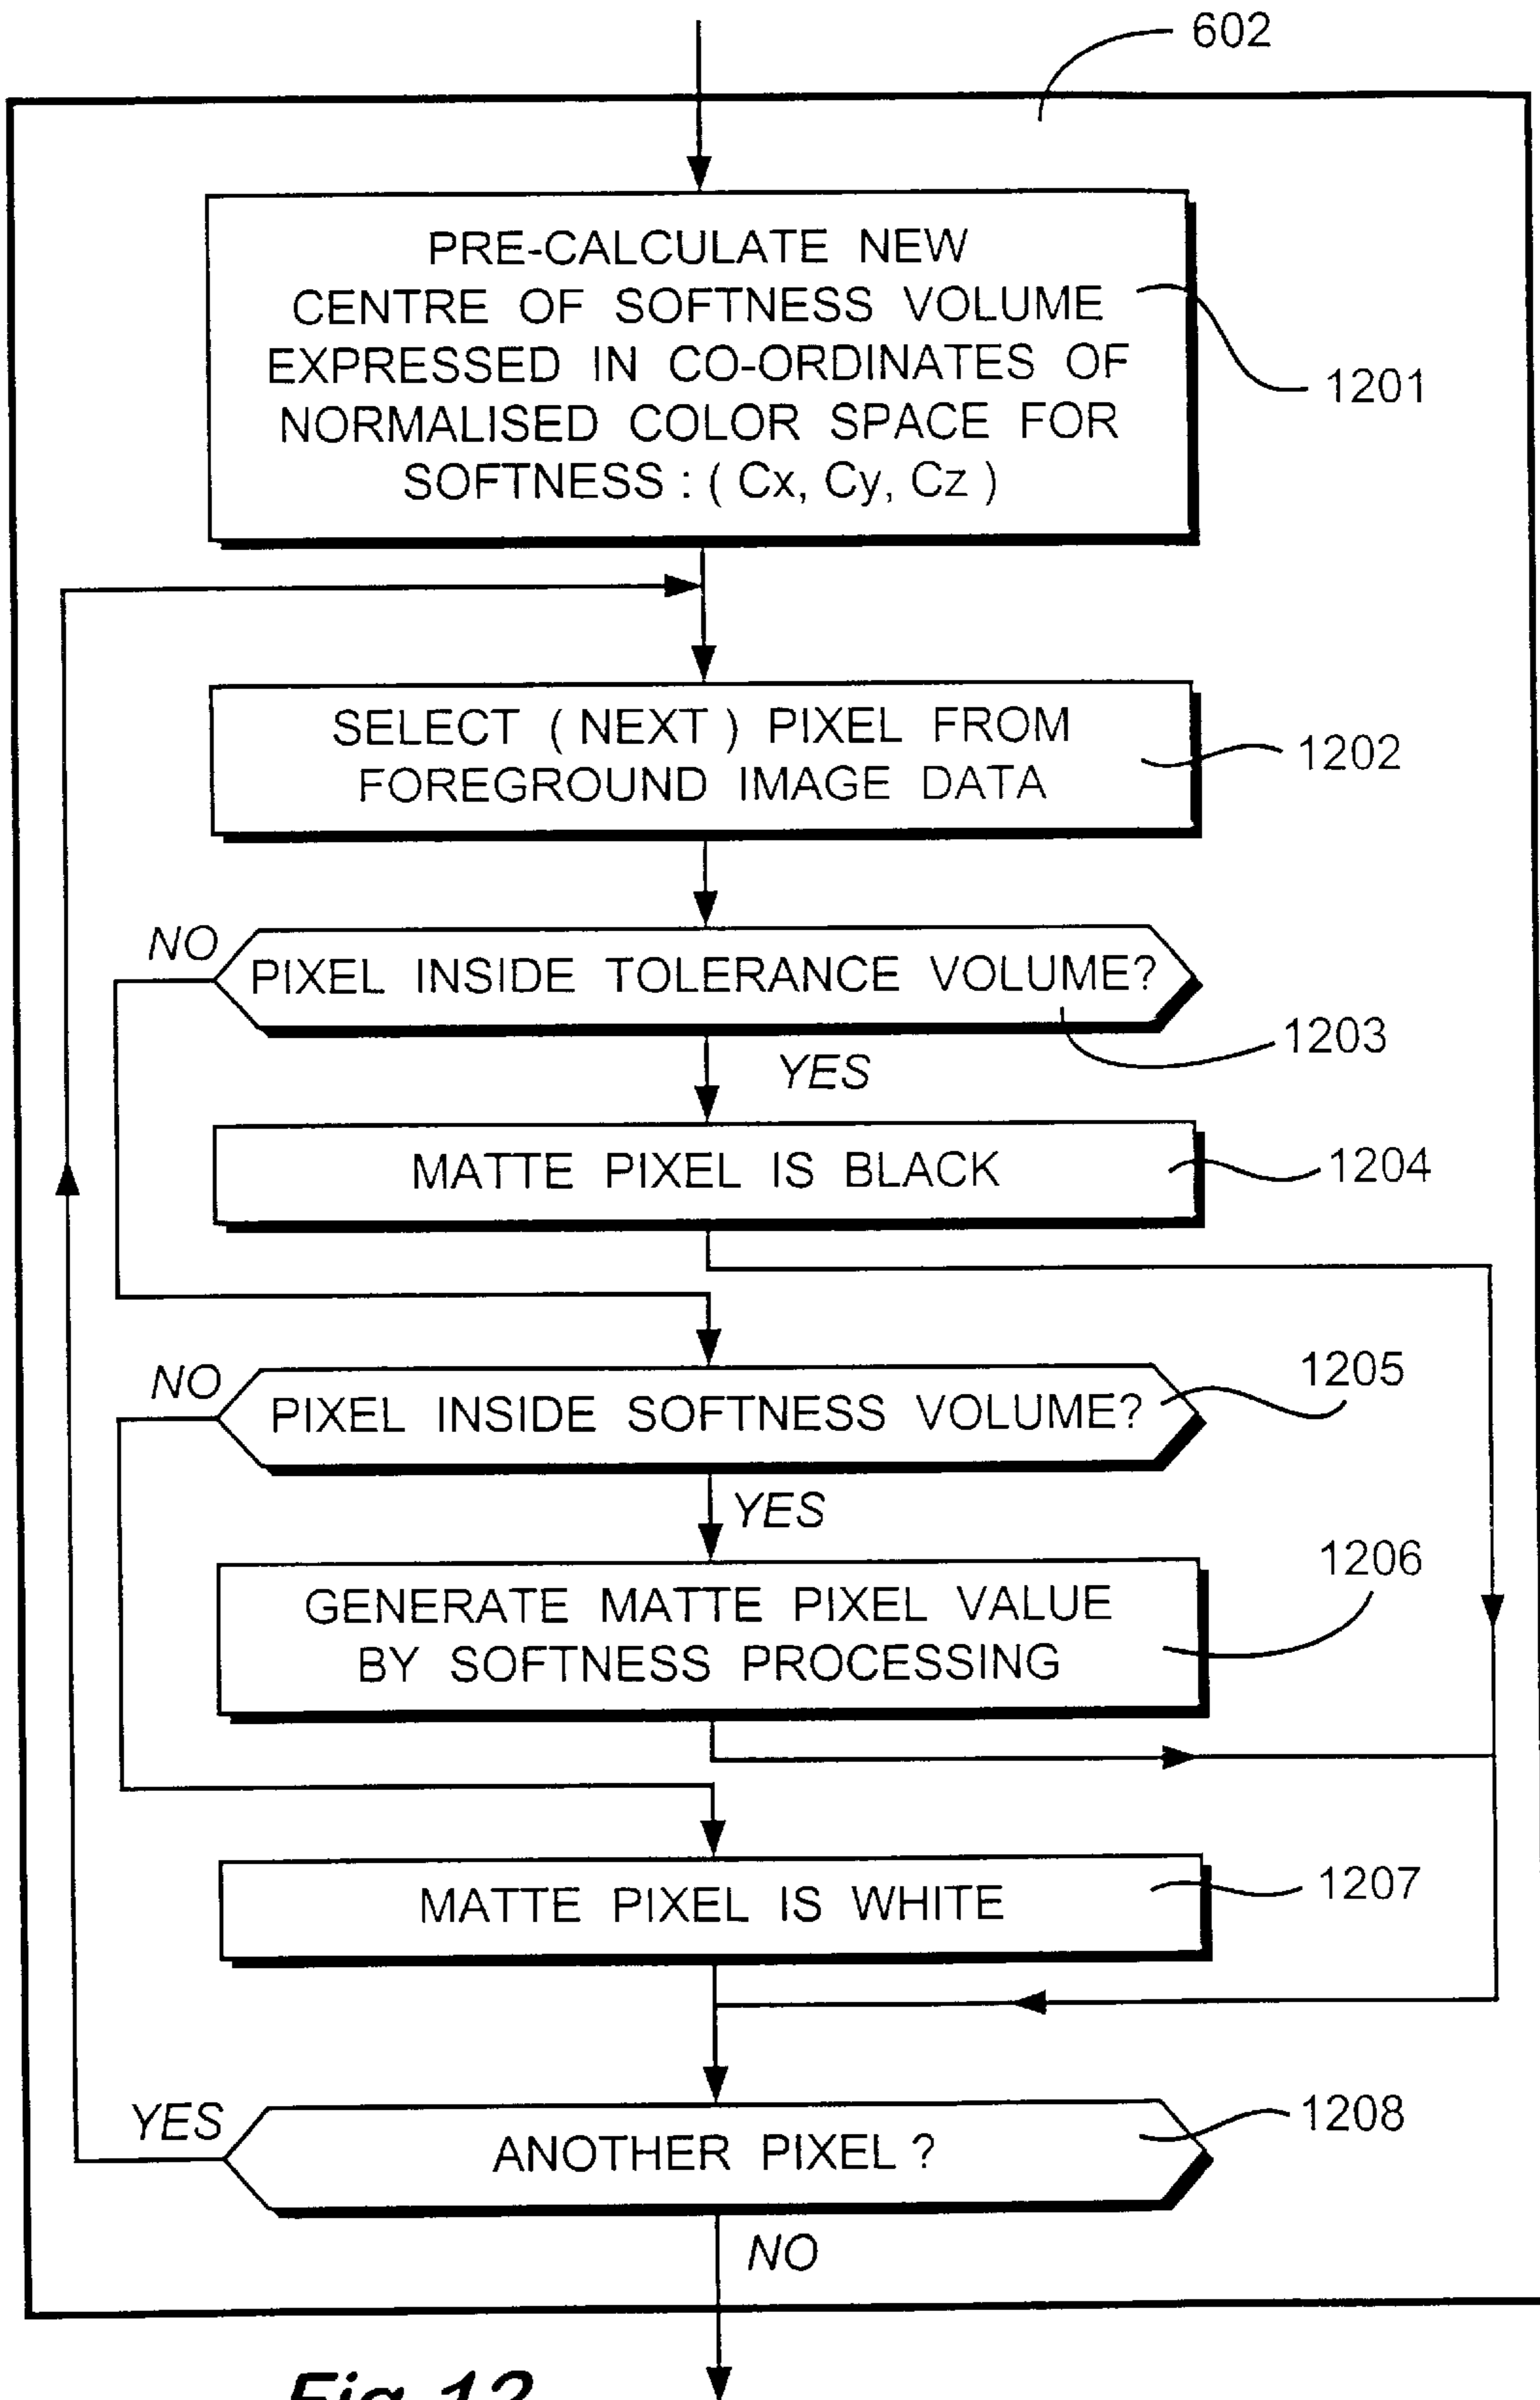 602
PRE-CALCULATE NEW
CENTRE OF SOFTNESS VOLUME
EXPRESSED IN CO-ORDINATES OF
NORMALISED COLOR SPACE FOR
SOFTNESS : ( Cx, Cy, Cz )
1201
SELECT ( NEXT ) PIXEL FROM
FOREGROUND IMAGE DATA
1202
NO
PIXEL INSIDE TOLERANCE VOLUME?
1203
YES
MATTE PIXEL IS BLACK
1204
NO
PIXEL INSIDE SOFTNESS VOLUME?
1205
YES
GENERATE MATTE PIXEL VALUE
BY SOFTNESS PROCESSING
1206
MATTE PIXEL IS WHITE
1207
YES
ANOTHER PIXEL ?
1208
NO
Fig 12